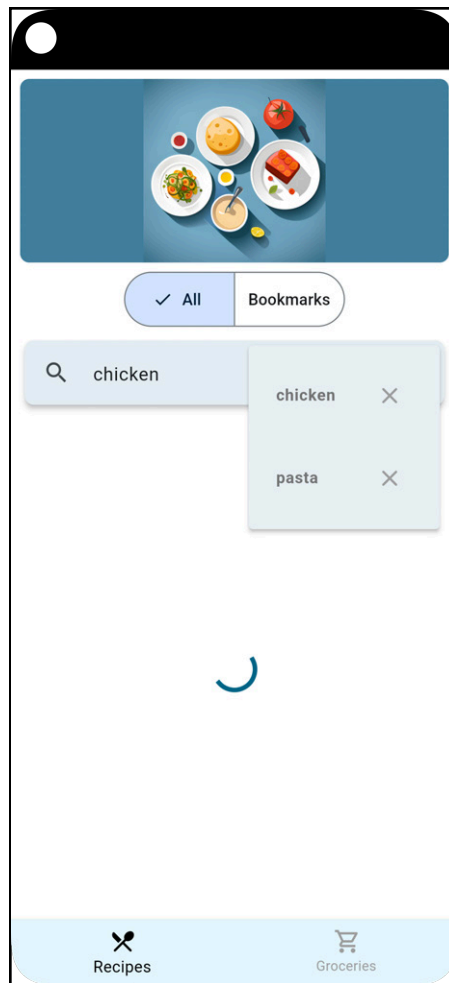 All
Bookmarks
chicken
chicken
pasta
Recipes
Groceries